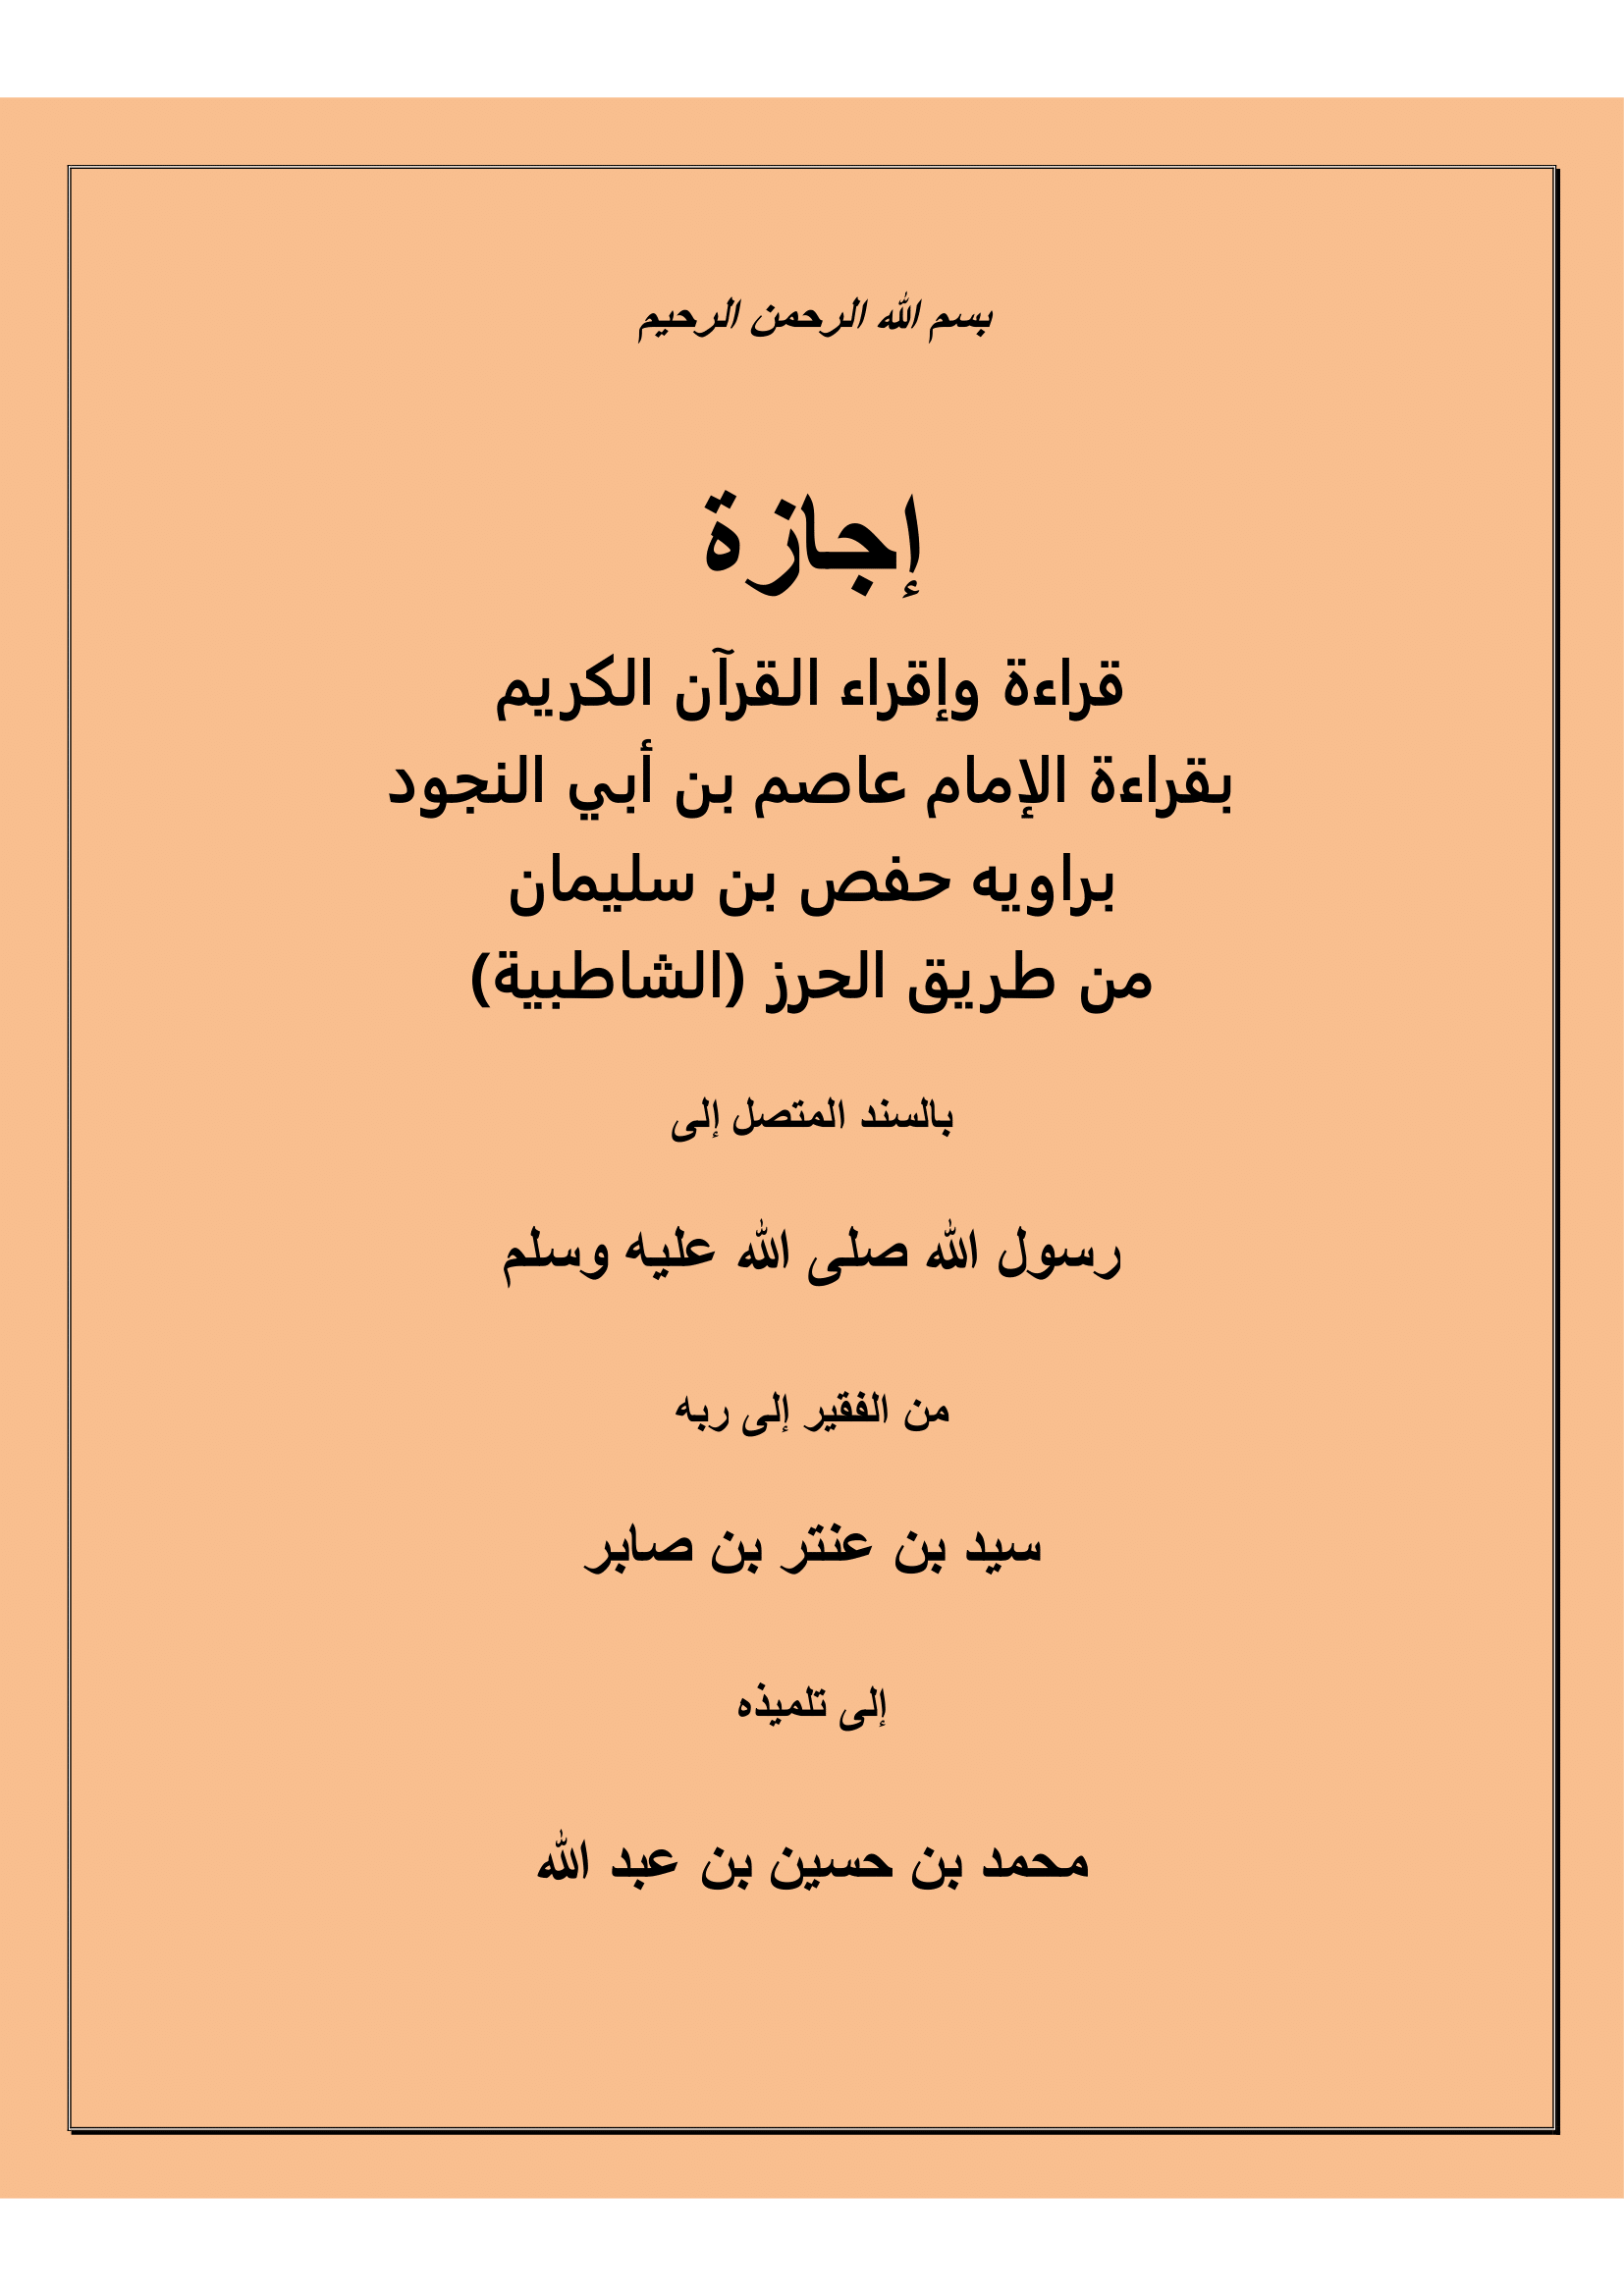 بسم الله الرحمن الرحيم
إجازة
قراءة وإقراء القرآن الكريم
بقراءة الإمام عاصم بن أبي النجود
براويه حفص بن سليمان
من طريق الحرز (الشاطبية)
بالسند المتصل إلى
رسول الله صلى الله عليه وسلم
من الفقير إلى ربه
سيد بن عنتر بن صابر
إلى تلميذه
محمد بن حسين بن عبد الله